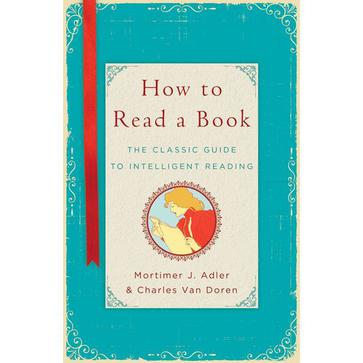 How to
Read a Book
THE CLASSIC GUIDE
TO INTELLIGENT READING
Mortimer J. Adler
& Charles Van Doren